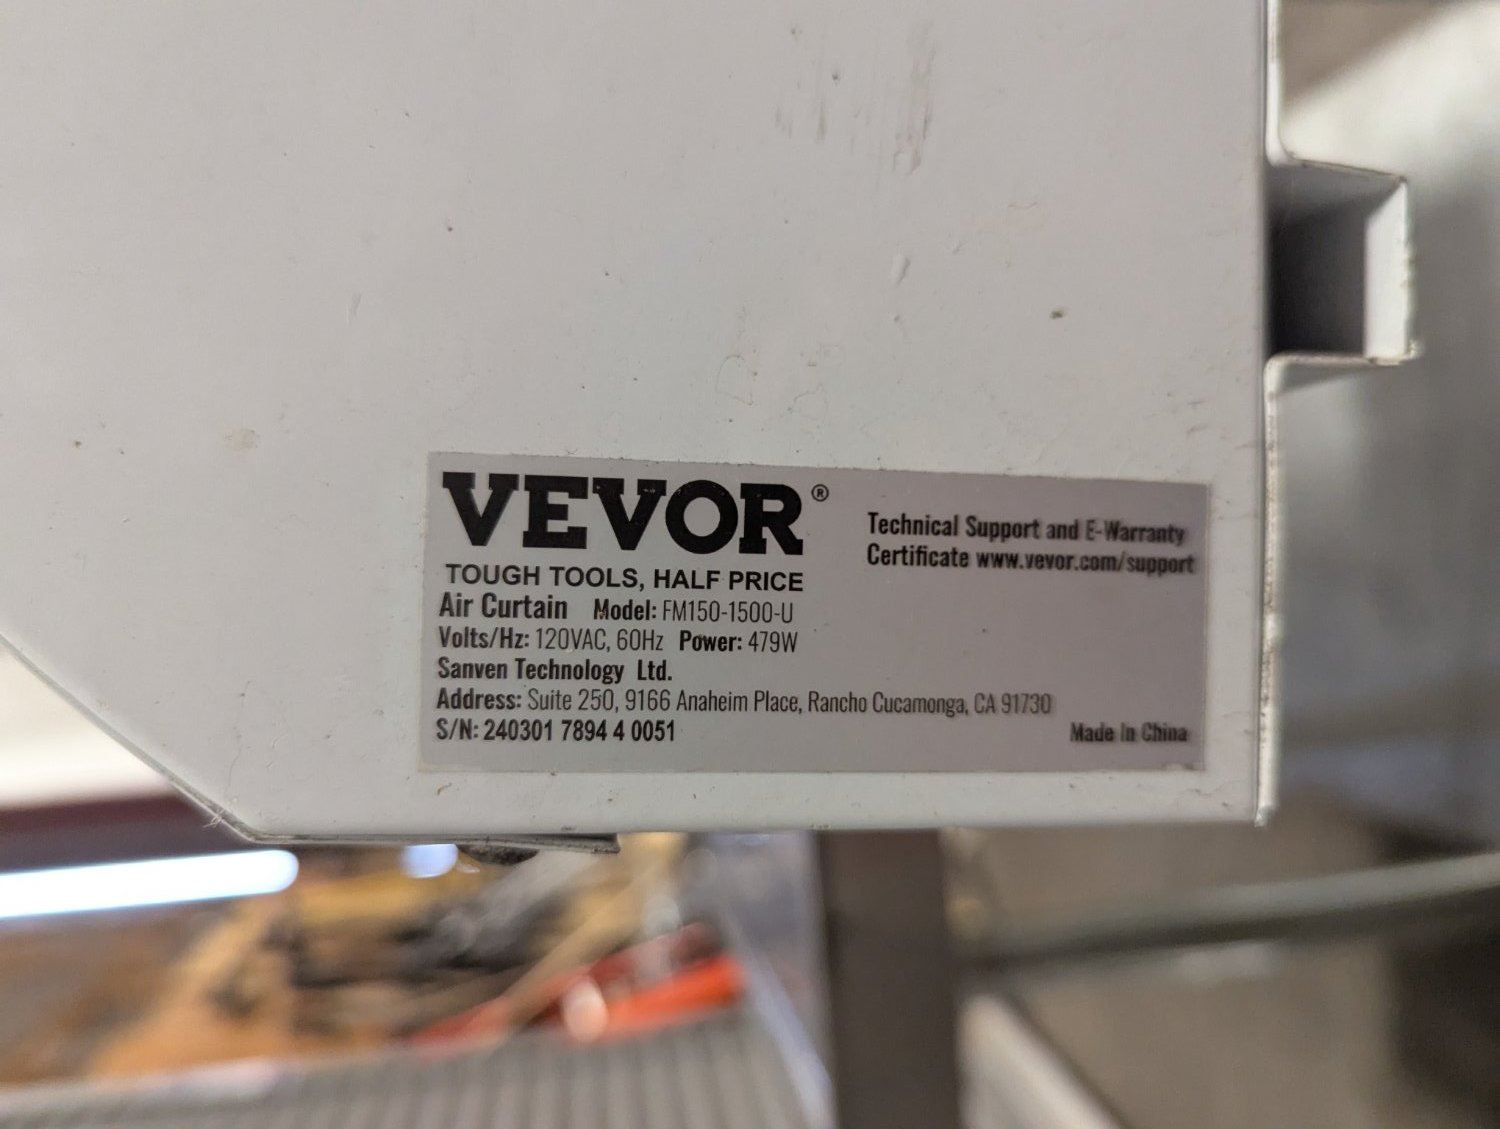 VEVOR®
TOUGH TOOLS, HALF PRICE
Air Curtain Model: FM150-1500-U
Volts/Hz: 120VAC, 60Hz Power: 479W
Sanven Technology Ltd.
Address: Suite 250, 9166 Anaheim Place, Rancho Cucamonga, CA 91730
S/N: 240301 7894 4 0051
Technical Support and E-Warranty
Certificate www.vevor.com/support
Made In China